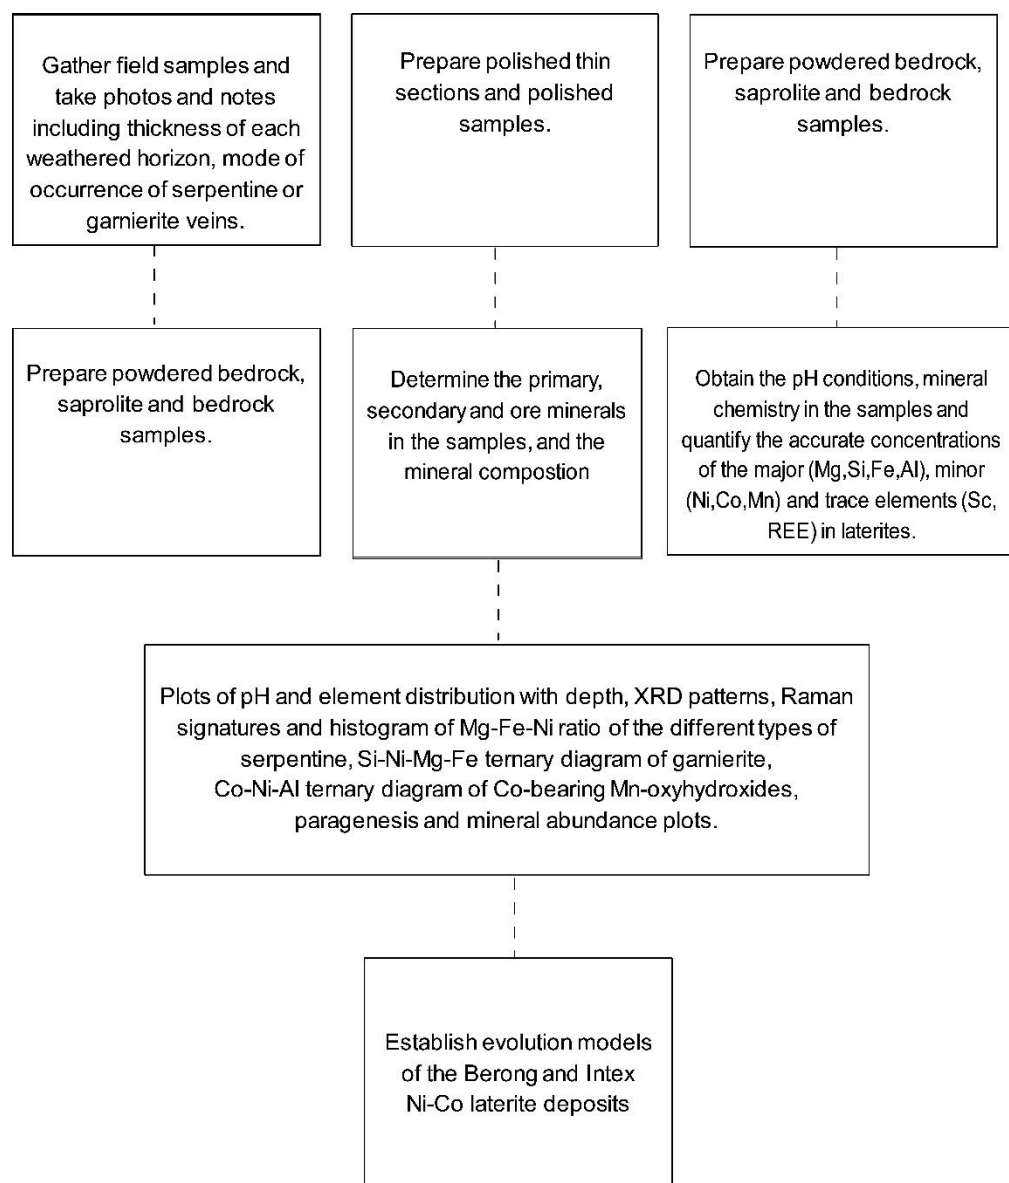 Gather field samples and
take photos and notes
including thickness of each
weathered horizon, mode of
occurrence of serpentine or
garnierite veins.
Prepare polished thin
sections and polished
samples.
Prepare powdered bedrock,
saprolite and bedrock
samples.
Prepare powdered bedrock,
saprolite and bedrock
samples.
Determine the primary,
secondary and ore minerals
in the samples, and the
mineral compostion
Obtain the pH conditions, mineral
chemistry in the samples and
quantify the accurate concentrations
of the major (Mg,Si,Fe,Al), minor
(Ni,Co,Mn) and trace elements (Sc,
REE) in laterites.
Plots of pH and element distribution with depth, XRD patterns, Raman
signatures and histogram of Mg-Fe-Ni ratio of the different types of
serpentine, Si-Ni-Mg-Fe ternary diagram of garnierite,
Co-Ni-Al ternary diagram of Co-bearing Mn-oxyhydroxides,
paragenesis and mineral abundance plots.
Establish evolution models
of the Berong and Intex
Ni-Co laterite deposits